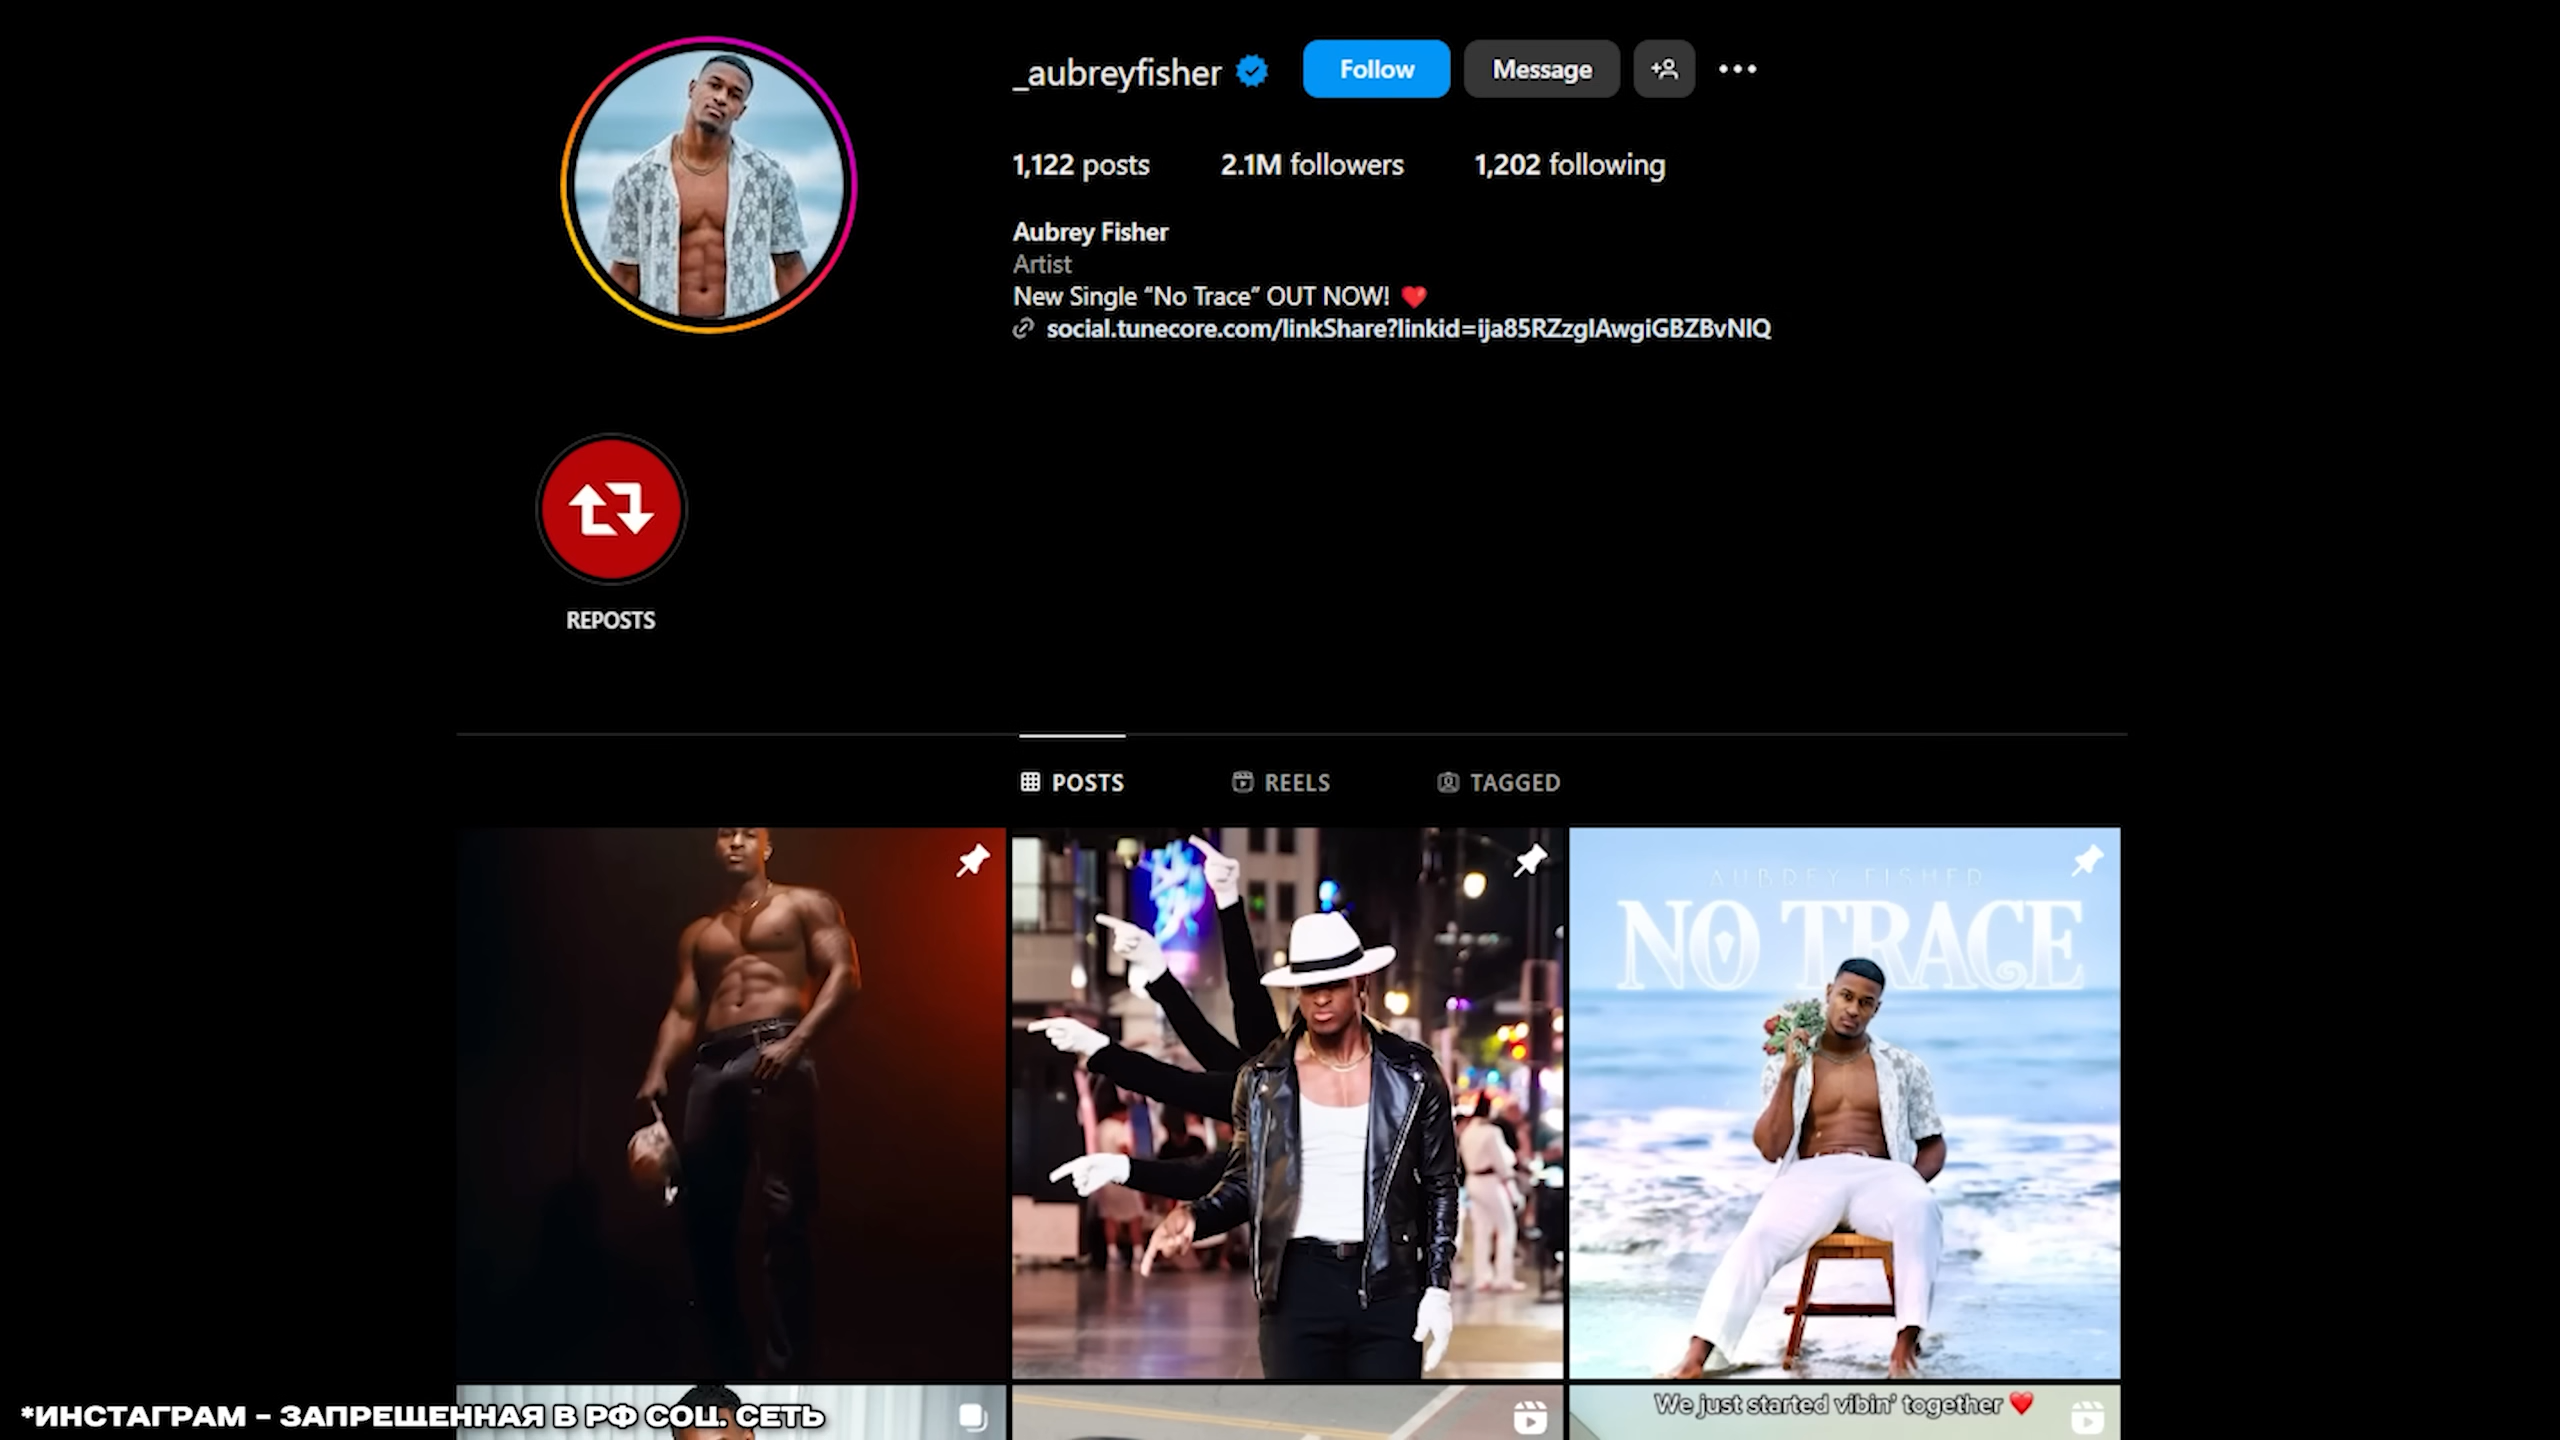 _aubreyfisher
Follow
Message
1,122 posts
2.1M followers
1,202 following
Aubrey Fisher
Artist
New Single “No Trace” OUT NOW! ❤️
social.tunecore.com/linkShare?linkid=ija85RZzgIAwgiGBZBvNIQ
REPOSTS
POSTS
REELS
TAGGED
AUBREY FISHER
NO TRACE
We just started vibin' together ❤️
*ИНСТАГРАМ - ЗАПРЕЩЕННАЯ В РФ СОЦ. СЕТЬ